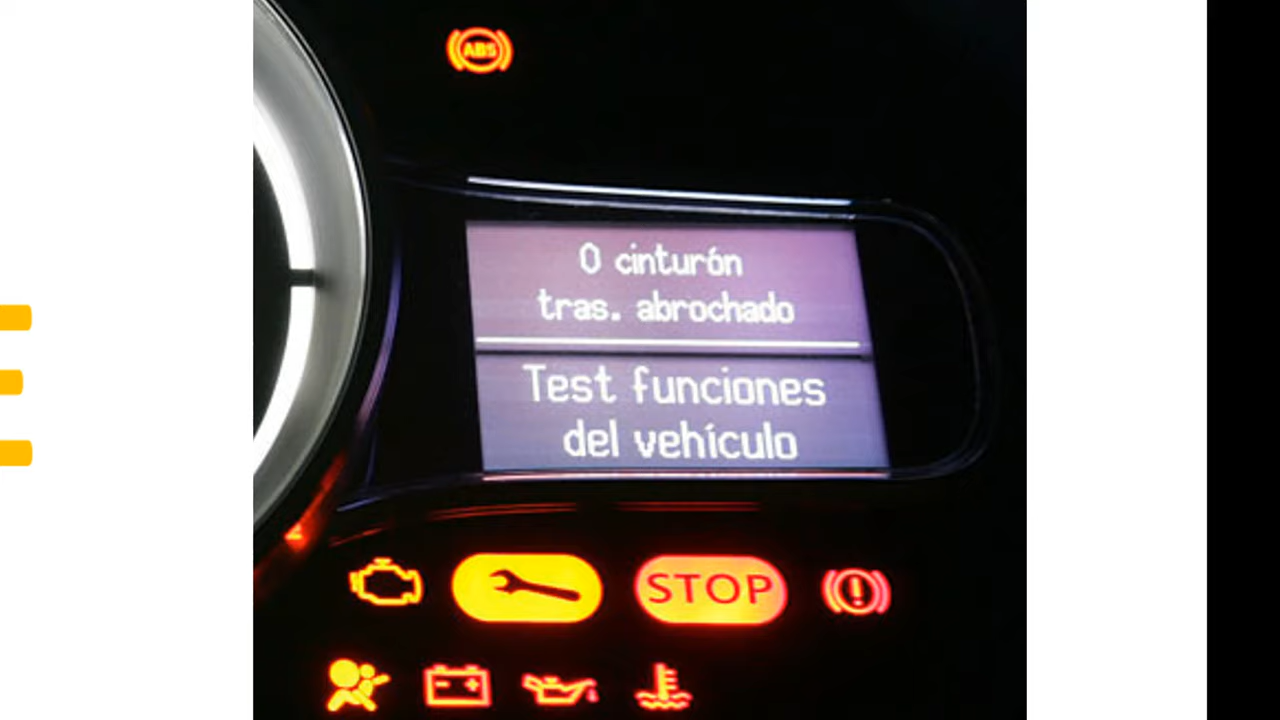 ABS
0 cinturón
tras. abrochado
Test funciones
del vehículo
STOP